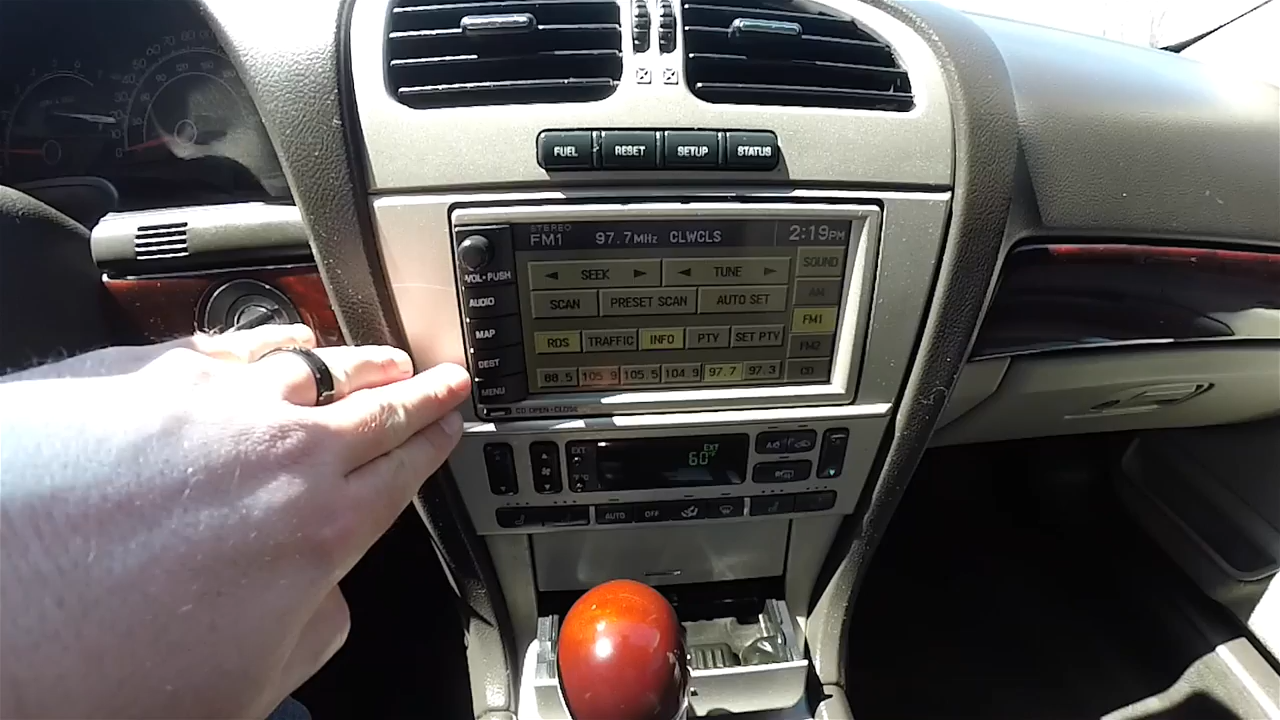 FUEL RESET SETUP STATUS
STEREO
FM1 97.7MHz CLWCLS 2:19PM
VOL•PUSH
AUDIO
MAP
DEST
MENU
◄ SEEK ► ◄ TUNE ► SOUND
SCAN PRESET SCAN AUTO SET AM
RDS TRAFFIC INFO PTY SET PTY FM1
FM2
88.5 105.9 105.5 104.9 97.7 97.3 CD
CD OPEN•CLOSE
EXT
EXT
60°F
AUTO OFF